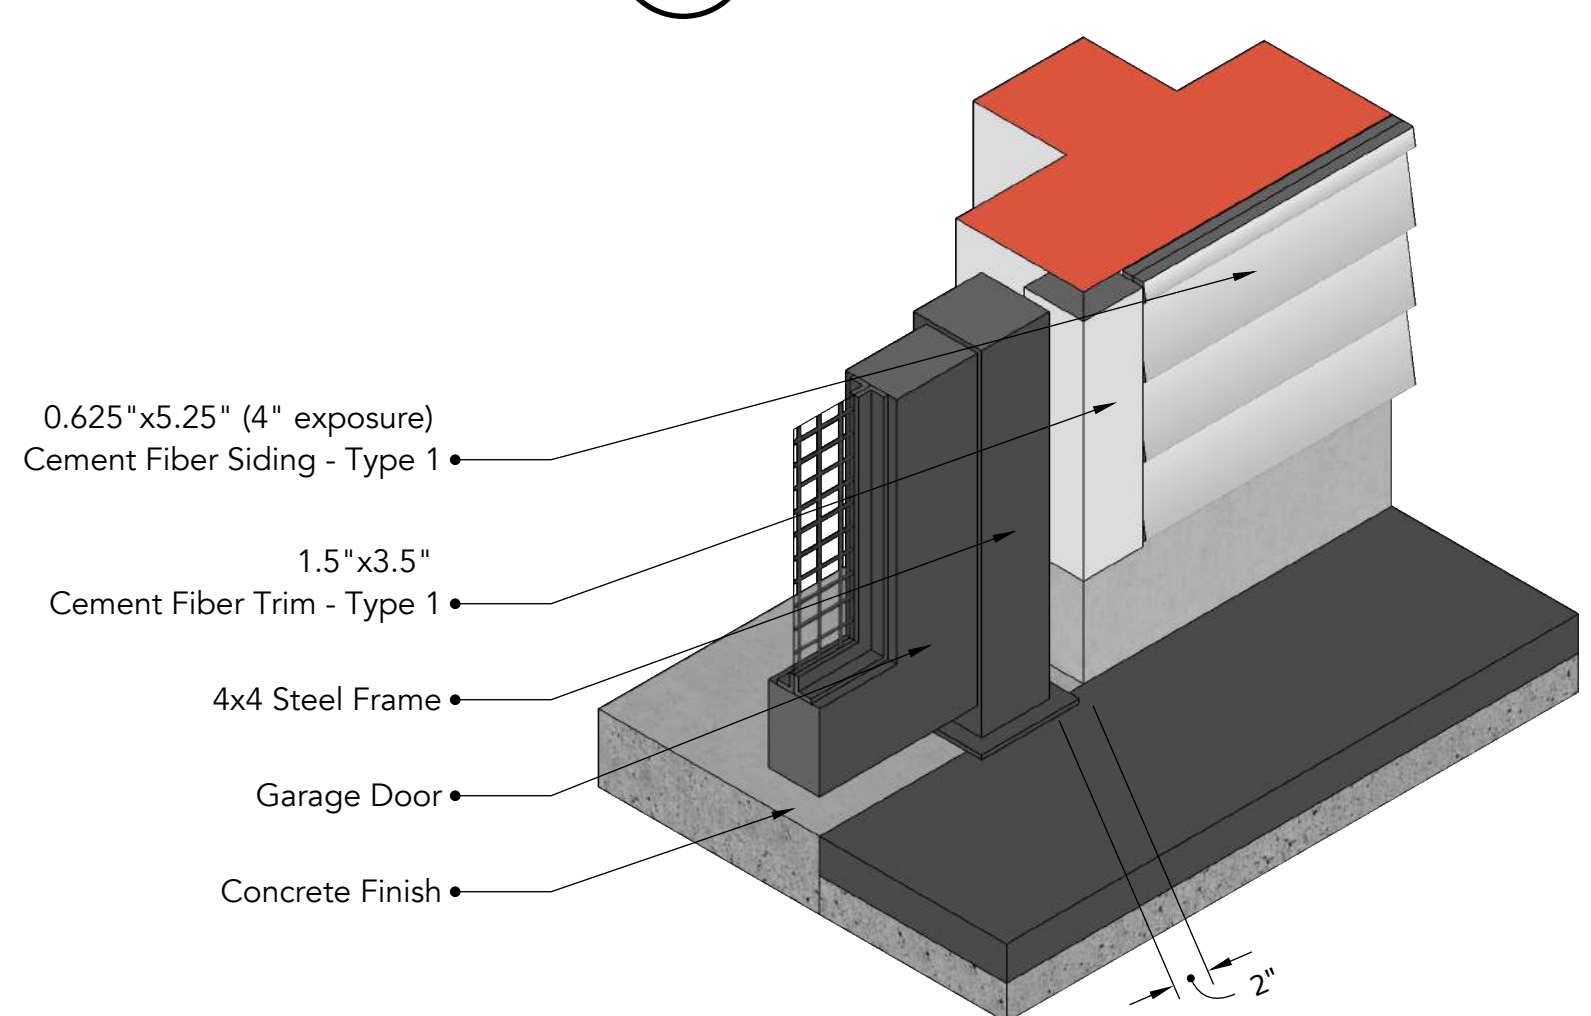 0.625"x5.25" (4" exposure)
Cement Fiber Siding - Type 1
1.5"x3.5"
Cement Fiber Trim - Type 1
4x4 Steel Frame
Garage Door
Concrete Finish
2"